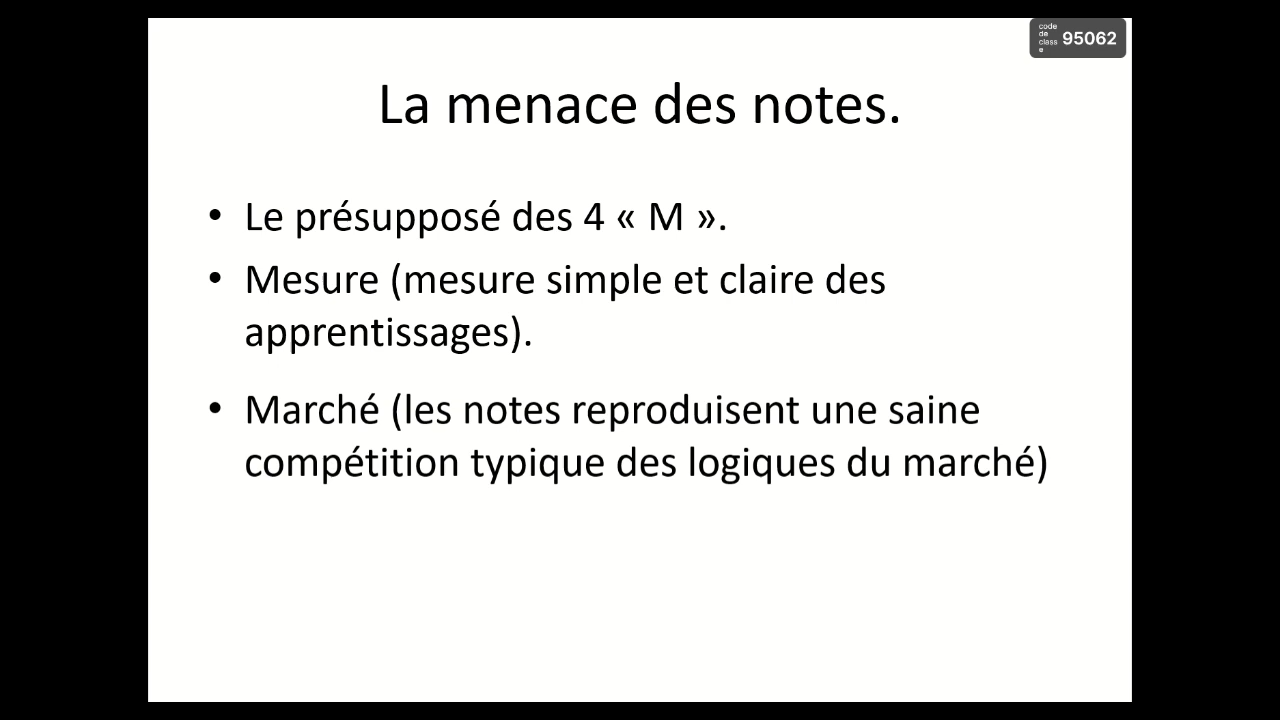 code
de
class
e
95062
La menace des notes.
• Le présupposé des 4 « M ».
• Mesure (mesure simple et claire des
apprentissages).
• Marché (les notes reproduisent une saine
compétition typique des logiques du marché)